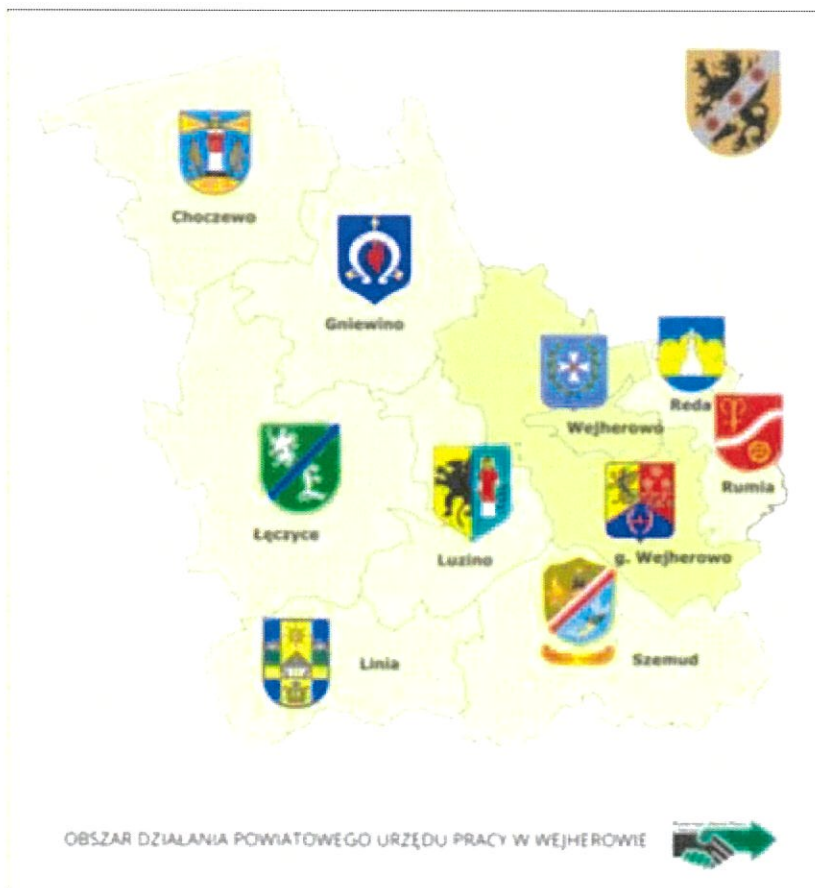 Choczewo
Gniewino
Reda
Wejherowo
Rumia
Łęczyce
Luzino
g. Wejherowo
Linia
Szemud
OBSZAR DZIAŁANIA POWIATOWEGO URZĘDU PRACY W WEJHEROWIE